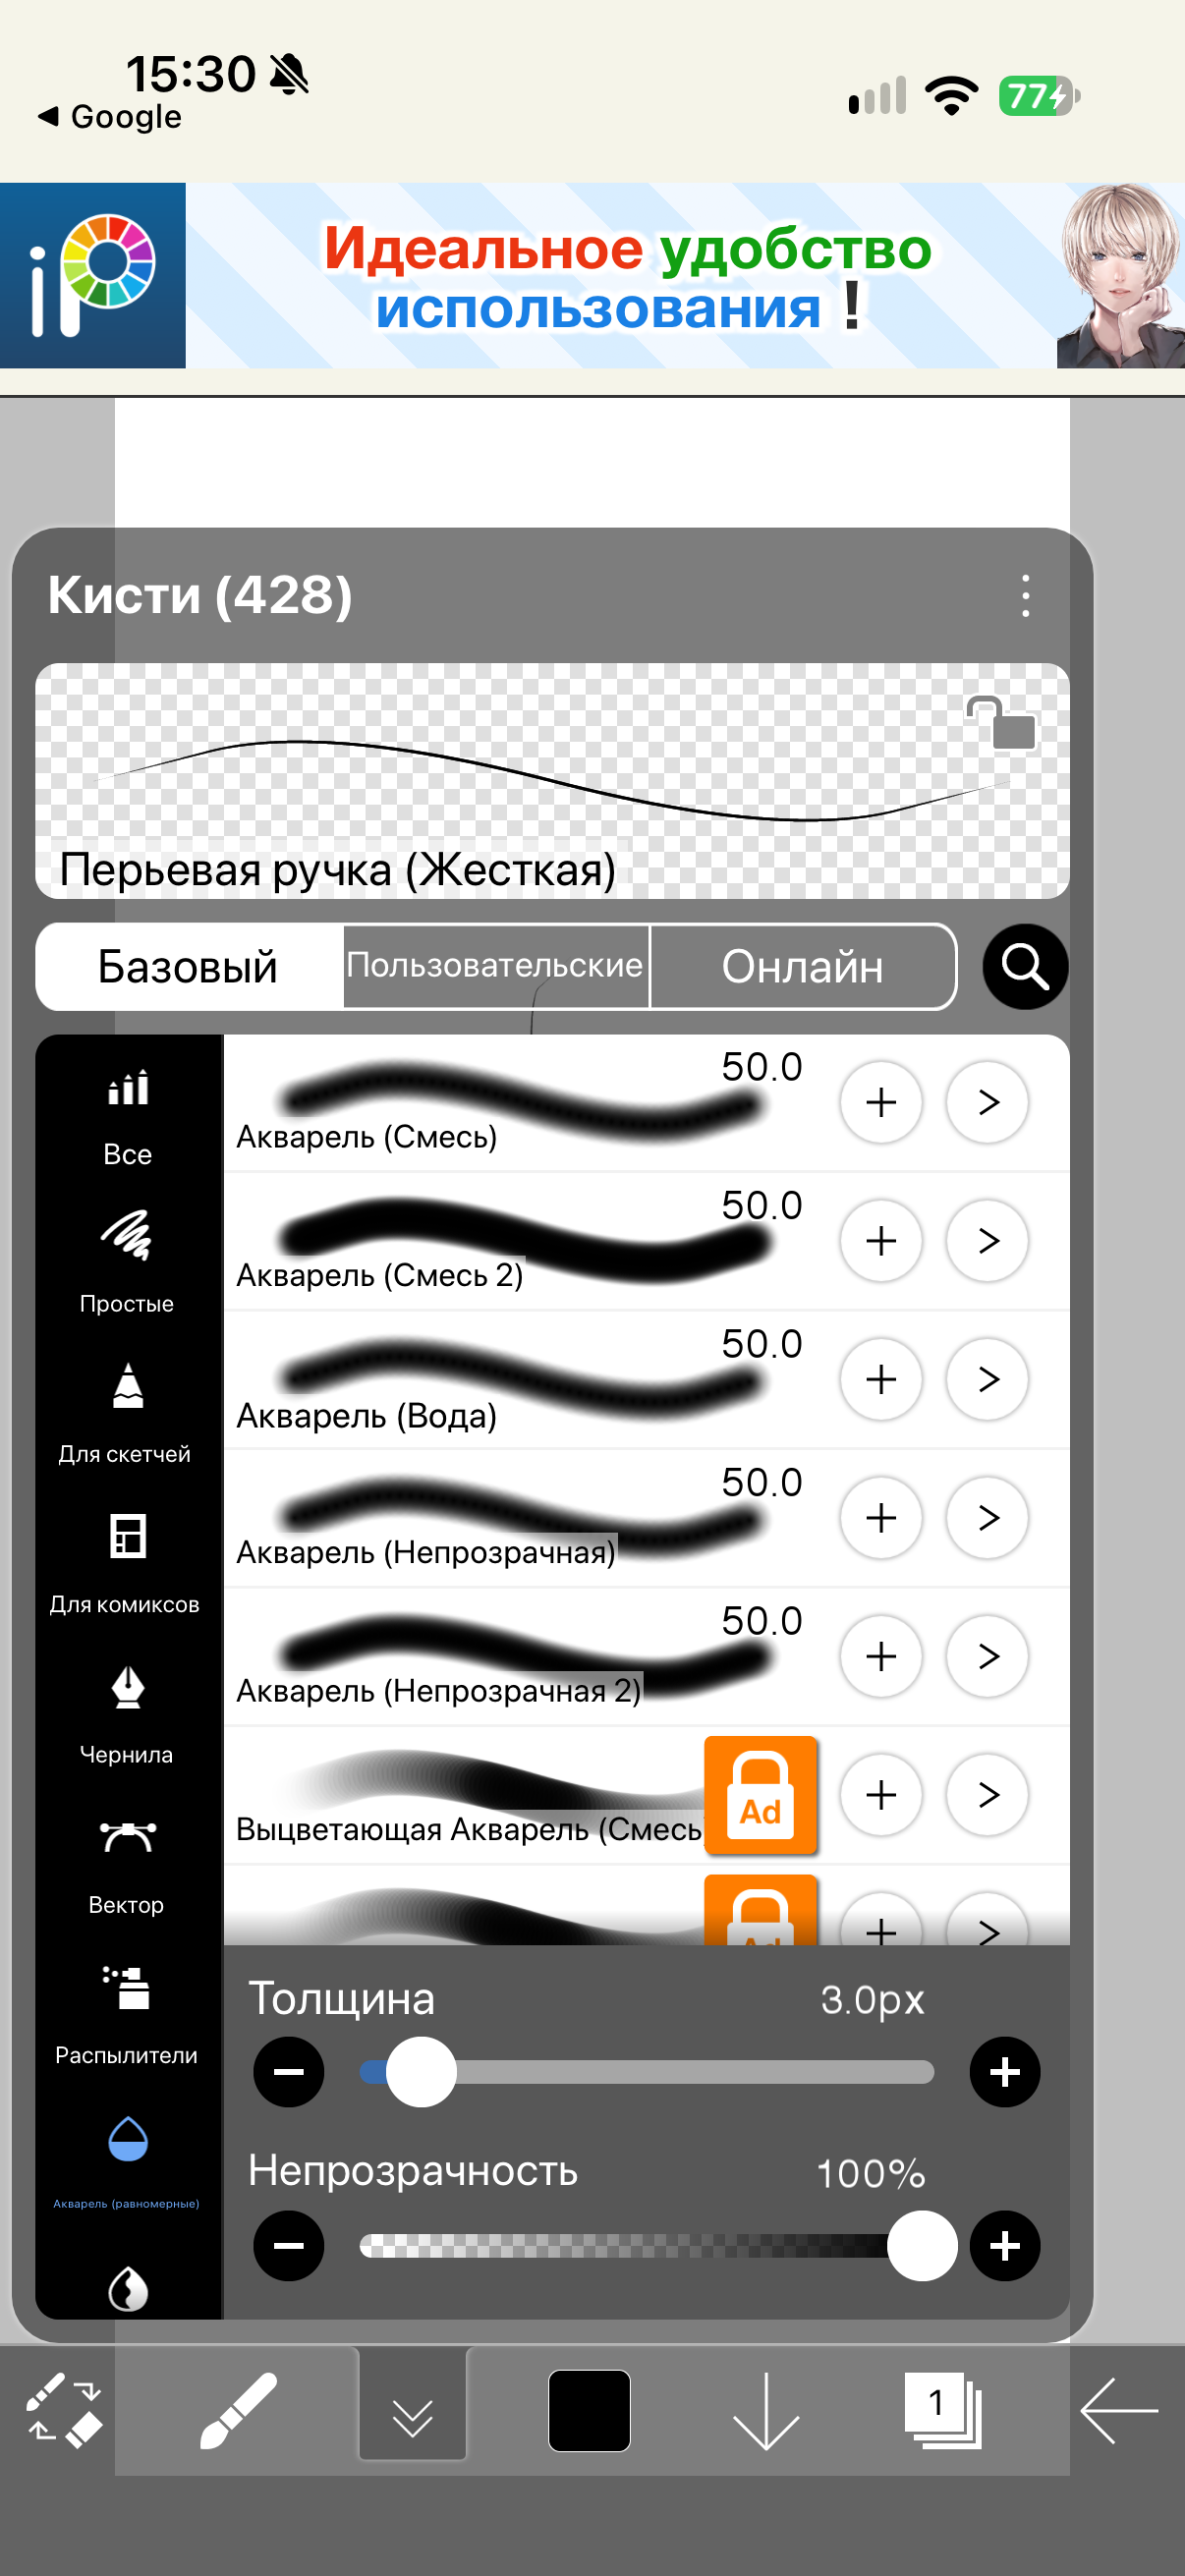 15:30
Google
77
iP
Идеальное удобство
использования !
Кисти (428)
Перьевая ручка (Жесткая)
Базовый
Пользовательские
Онлайн
Все
Простые
Для скетчей
Для комиксов
Чернила
Вектор
Распылители
Акварель (равномерные)
50.0
Акварель (Смесь)
50.0
Акварель (Смесь 2)
50.0
Акварель (Вода)
50.0
Акварель (Непрозрачная)
50.0
Акварель (Непрозрачная 2)
Ad
Выцветающая Акварель (Смесь
Ad
Толщина
3.0px
Непрозрачность
100%
1